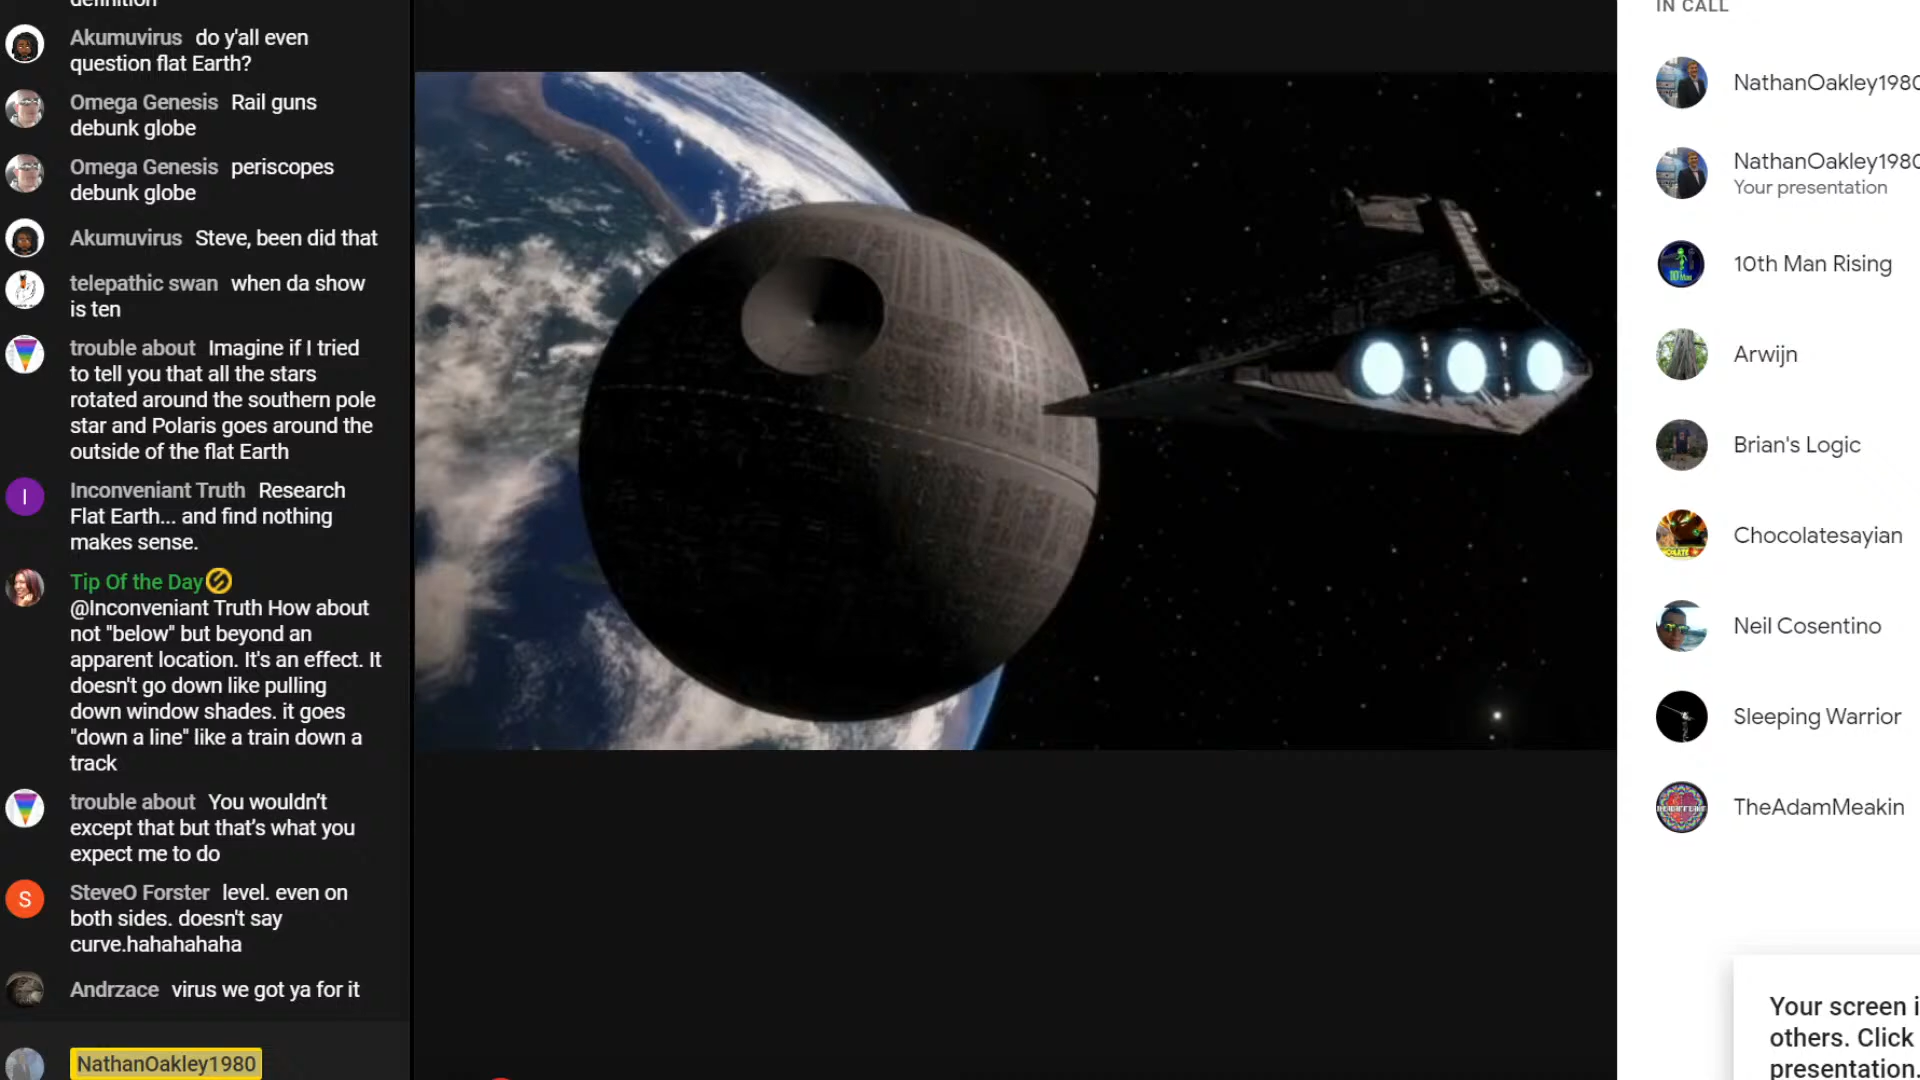 definition
Akumuvirus do y'all even
question flat Earth?
Omega Genesis Rail guns
debunk globe
Omega Genesis periscopes
debunk globe
Akumuvirus Steve, been did that
telepathic swan when da show
is ten
trouble about Imagine if I tried
to tell you that all the stars
rotated around the southern pole
star and Polaris goes around the
outside of the flat Earth
I
Inconveniant Truth Research
Flat Earth... and find nothing
makes sense.
Tip Of the Day
@Inconveniant Truth How about
not "below" but beyond an
apparent location. It's an effect. It
doesn't go down like pulling
down window shades. it goes
"down a line" like a train down a
track
trouble about You wouldn't
except that but that's what you
expect me to do
S
SteveO Forster level. even on
both sides. doesn't say
curve.hahahahaha
Andrzace virus we got ya for it
NathanOakley1980
IN CALL
NathanOakley1980
NathanOakley1980
Your presentation
10th Man Rising
Arwijn
Brian's Logic
Chocolatesayian
Neil Cosentino
Sleeping Warrior
TheAdamMeakin
Your screen i
others. Click
presentation.